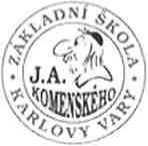 ZÁKLADNÍ ŠKOLA
J.A.
KOMENSKÉHO
KARLOVY VARY